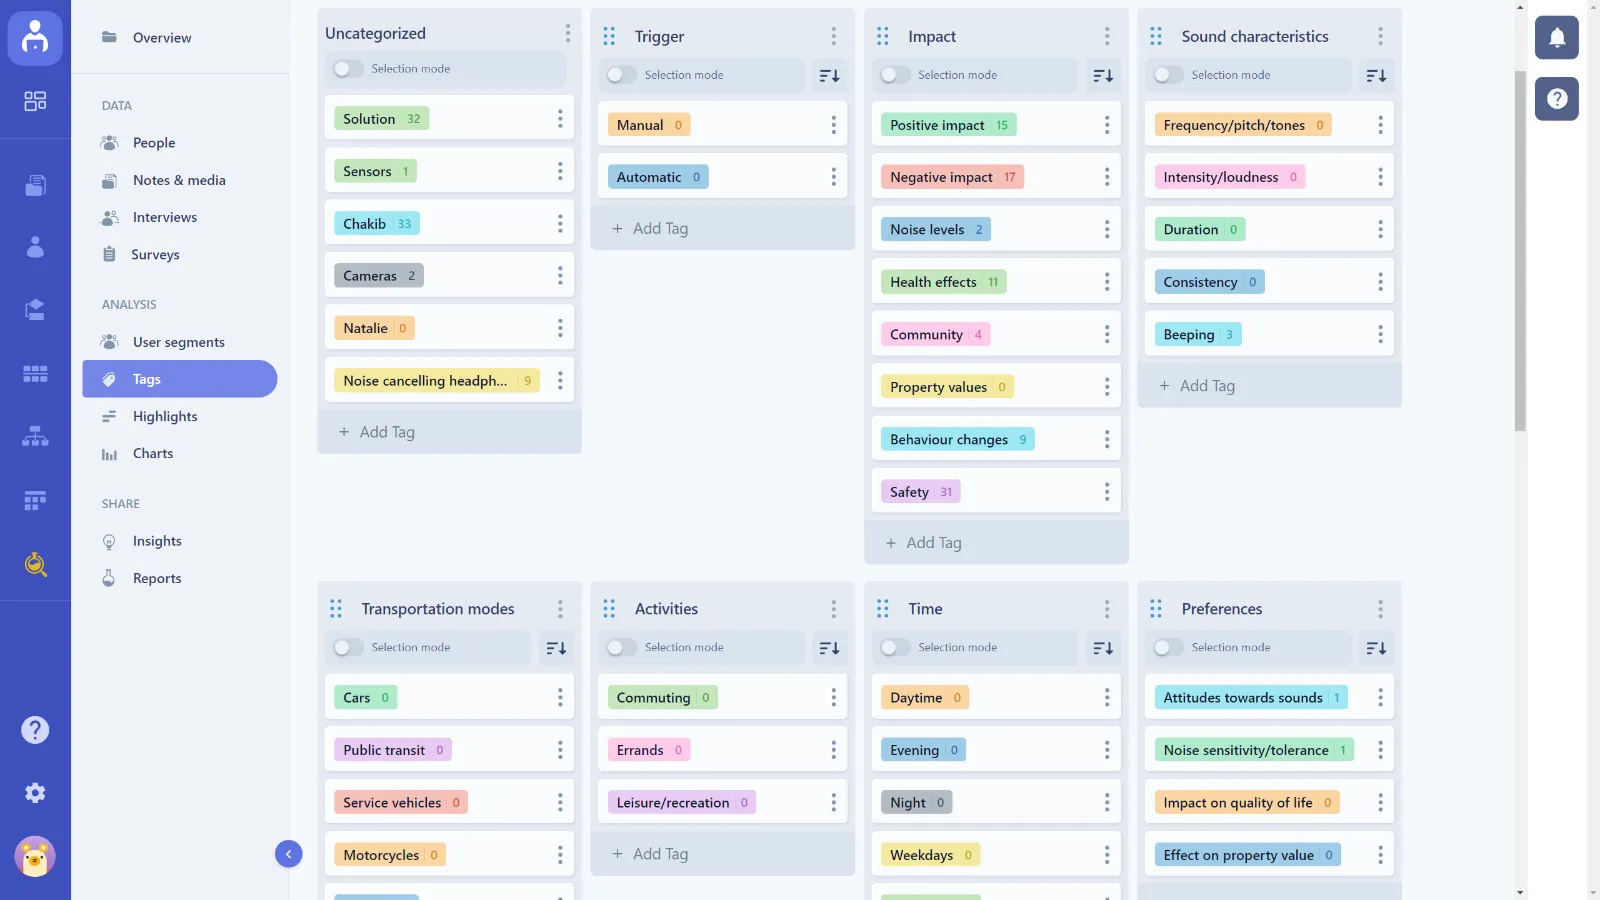 Overview
DATA
People
Notes & media
Interviews
Surveys
ANALYSIS
User segments
Tags
Highlights
Charts
SHARE
Insights
Reports
Uncategorized
Selection mode
Solution 32
Sensors 1
Chakib 33
Cameras 2
Natalie 0
Noise cancelling headph... 9
+ Add Tag
Trigger
Selection mode
Manual 0
Automatic 0
+ Add Tag
Impact
Selection mode
Positive impact 15
Negative impact 17
Noise levels 2
Health effects 11
Community 4
Property values 0
Behaviour changes 9
Safety 31
+ Add Tag
Sound characteristics
Selection mode
Frequency/pitch/tones 0
Intensity/loudness 0
Duration 0
Consistency 0
Beeping 3
+ Add Tag
Transportation modes
Selection mode
Cars 0
Public transit 0
Service vehicles 0
Motorcycles 0
Activities
Selection mode
Commuting 0
Errands 0
Leisure/recreation 0
+ Add Tag
Time
Selection mode
Daytime 0
Evening 0
Night 0
Weekdays 0
Preferences
Selection mode
Attitudes towards sounds 1
Noise sensitivity/tolerance 1
Impact on quality of life 0
Effect on property value 0